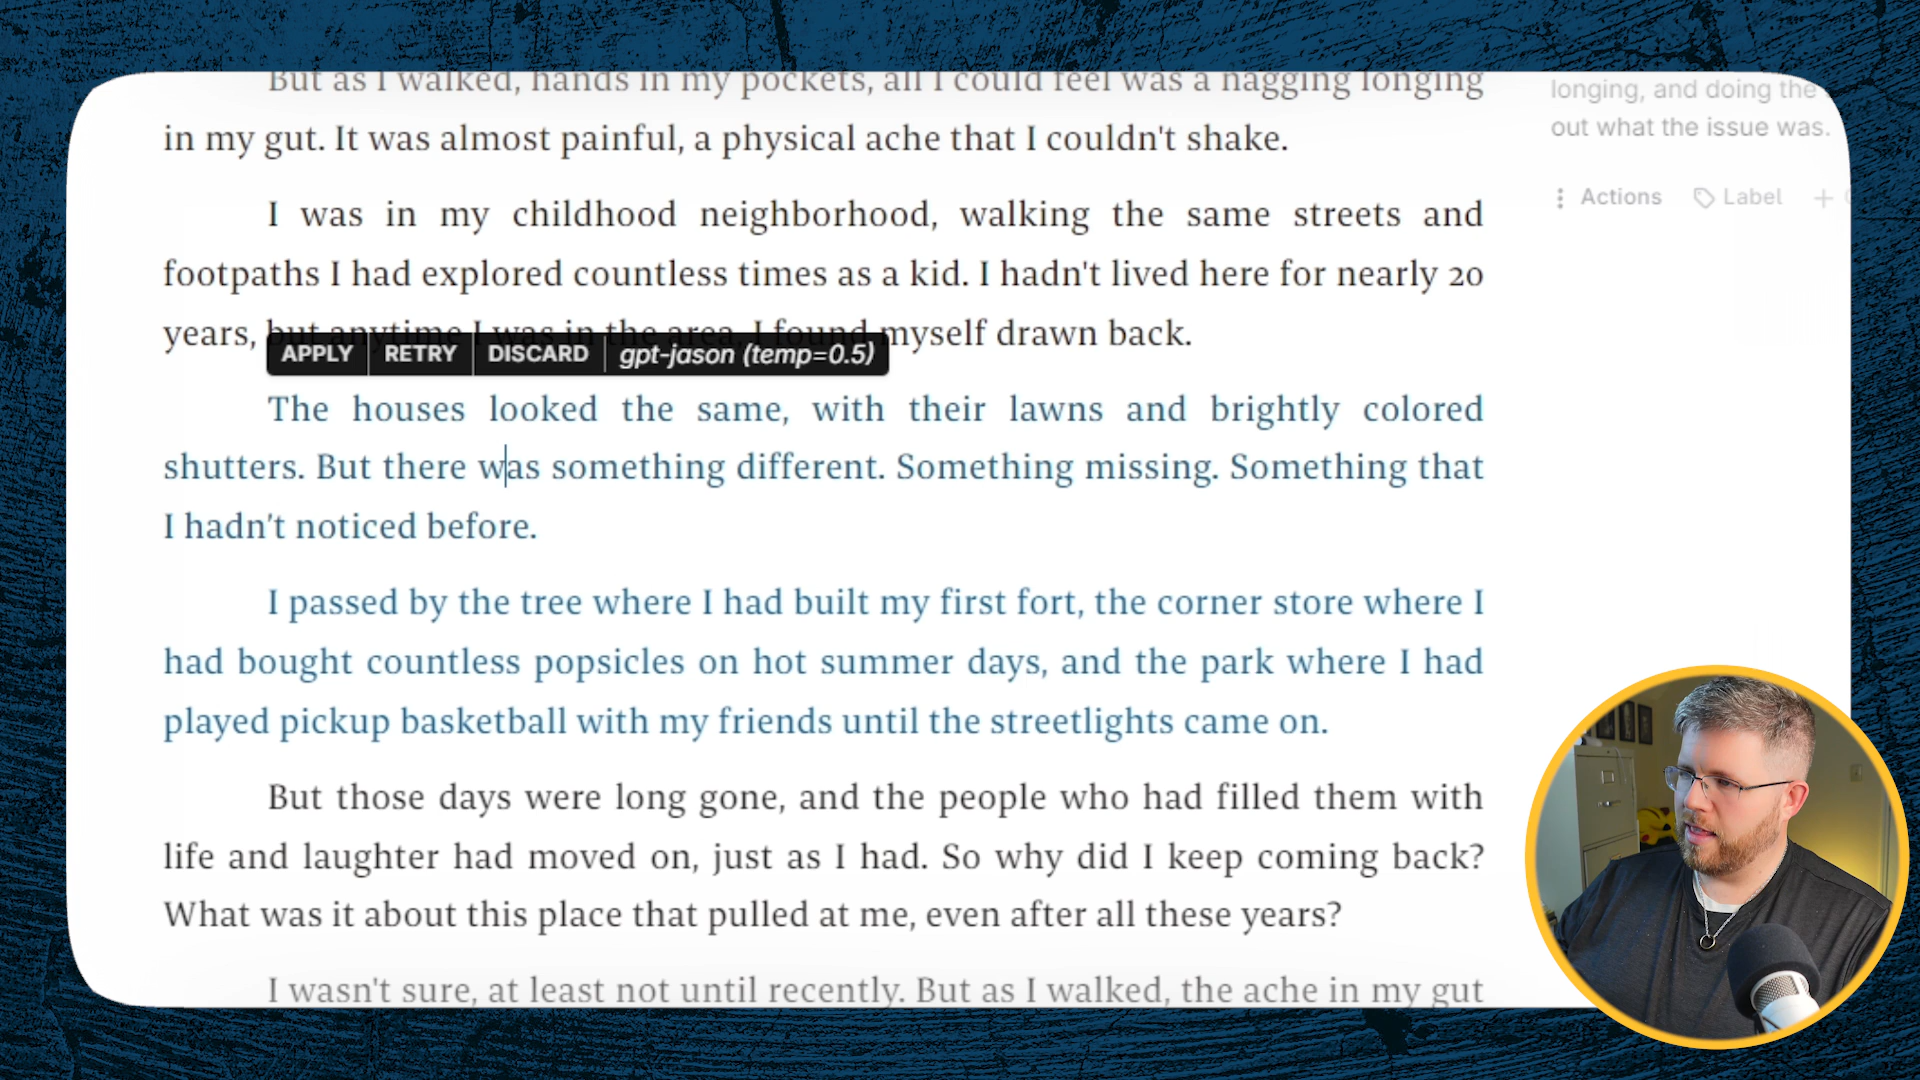 But as I walked, hands in my pockets, all I could feel was a nagging longing
in my gut. It was almost painful, a physical ache that I couldn't shake.
I was in my childhood neighborhood, walking the same streets and
footpaths I had explored countless times as a kid. I hadn't lived here for nearly 20
years, but anytime I was in the area, I found myself drawn back.
APPLY RETRY DISCARD gpt-jason (temp=0.5)
The houses looked the same, with their lawns and brightly colored
shutters. But there was something different. Something missing. Something that
I hadn't noticed before.
I passed by the tree where I had built my first fort, the corner store where I
had bought countless popsicles on hot summer days, and the park where I had
played pickup basketball with my friends until the streetlights came on.
But those days were long gone, and the people who had filled them with
life and laughter had moved on, just as I had. So why did I keep coming back?
What was it about this place that pulled at me, even after all these years?
I wasn't sure, at least not until recently. But as I walked, the ache in my gut
longing, and doing the
out what the issue was.
Actions Label +